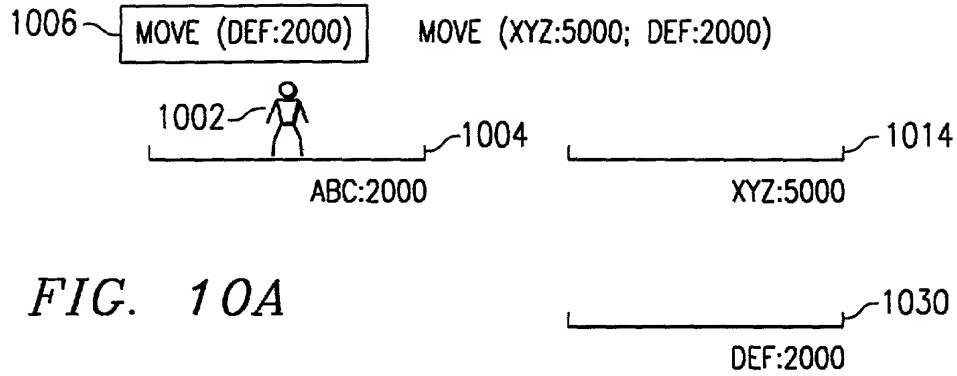 1006 MOVE (DEF:2000) MOVE (XYZ:5000; DEF:2000)
1002 1004 1014
ABC:2000 XYZ:5000
FIG. 10A 1030
DEF:2000